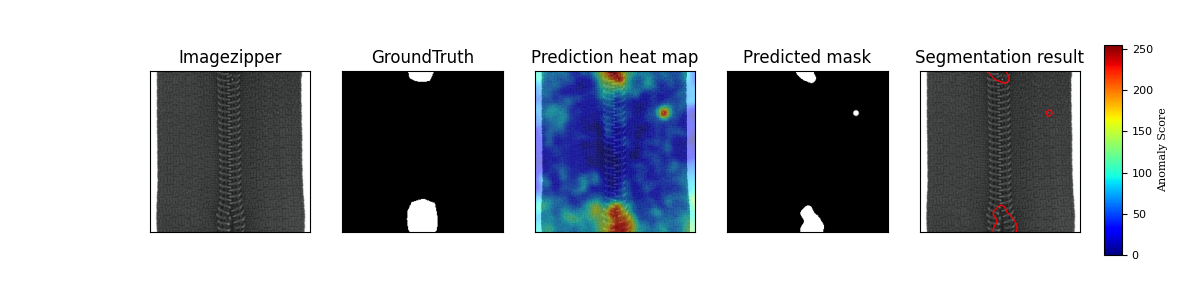 Imagezipper
GroundTruth
Prediction heat map
Predicted mask
Segmentation result
250
200
150
100
50
0
Anomaly Score